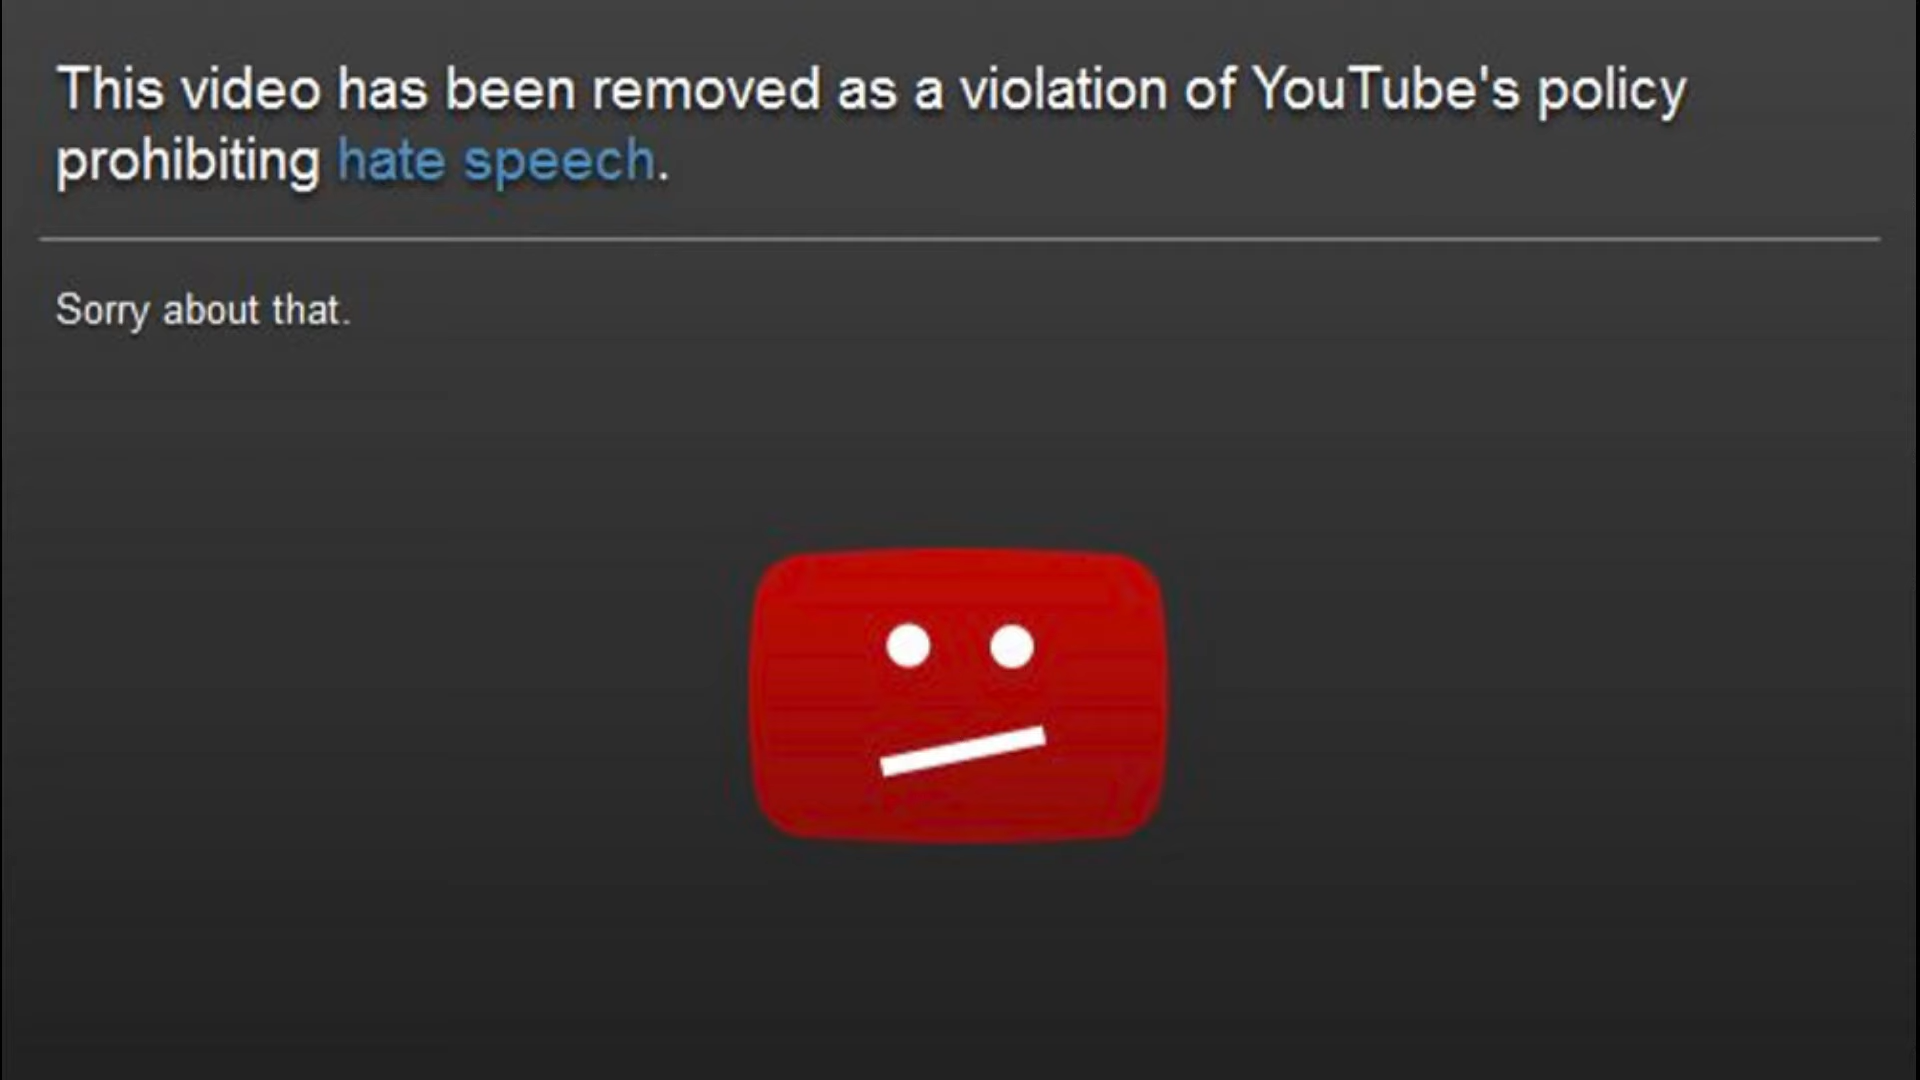 This video has been removed as a violation of YouTube's policy
prohibiting hate speech.
Sorry about that.